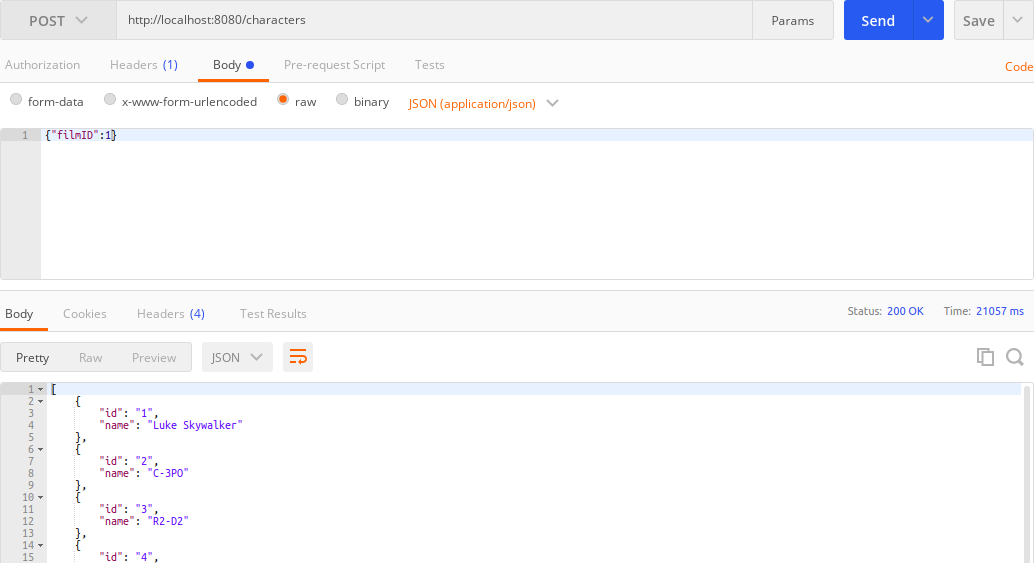 POST http://localhost:8080/characters Params Send Save
Authorization Headers (1) Body Pre-request Script Tests Code
form-data x-www-form-urlencoded raw binary JSON (application/json)
1 {"filmID":1}
Body Cookies Headers (4) Test Results Status: 200 OK Time: 21057 ms
Pretty Raw Preview JSON
1 [
2 {
3 "id": "1",
4 "name": "Luke Skywalker"
5 },
6 {
7 "id": "2",
8 "name": "C-3PO"
9 },
10 {
11 "id": "3",
12 "name": "R2-D2"
13 },
14 {
15 "id": "4",